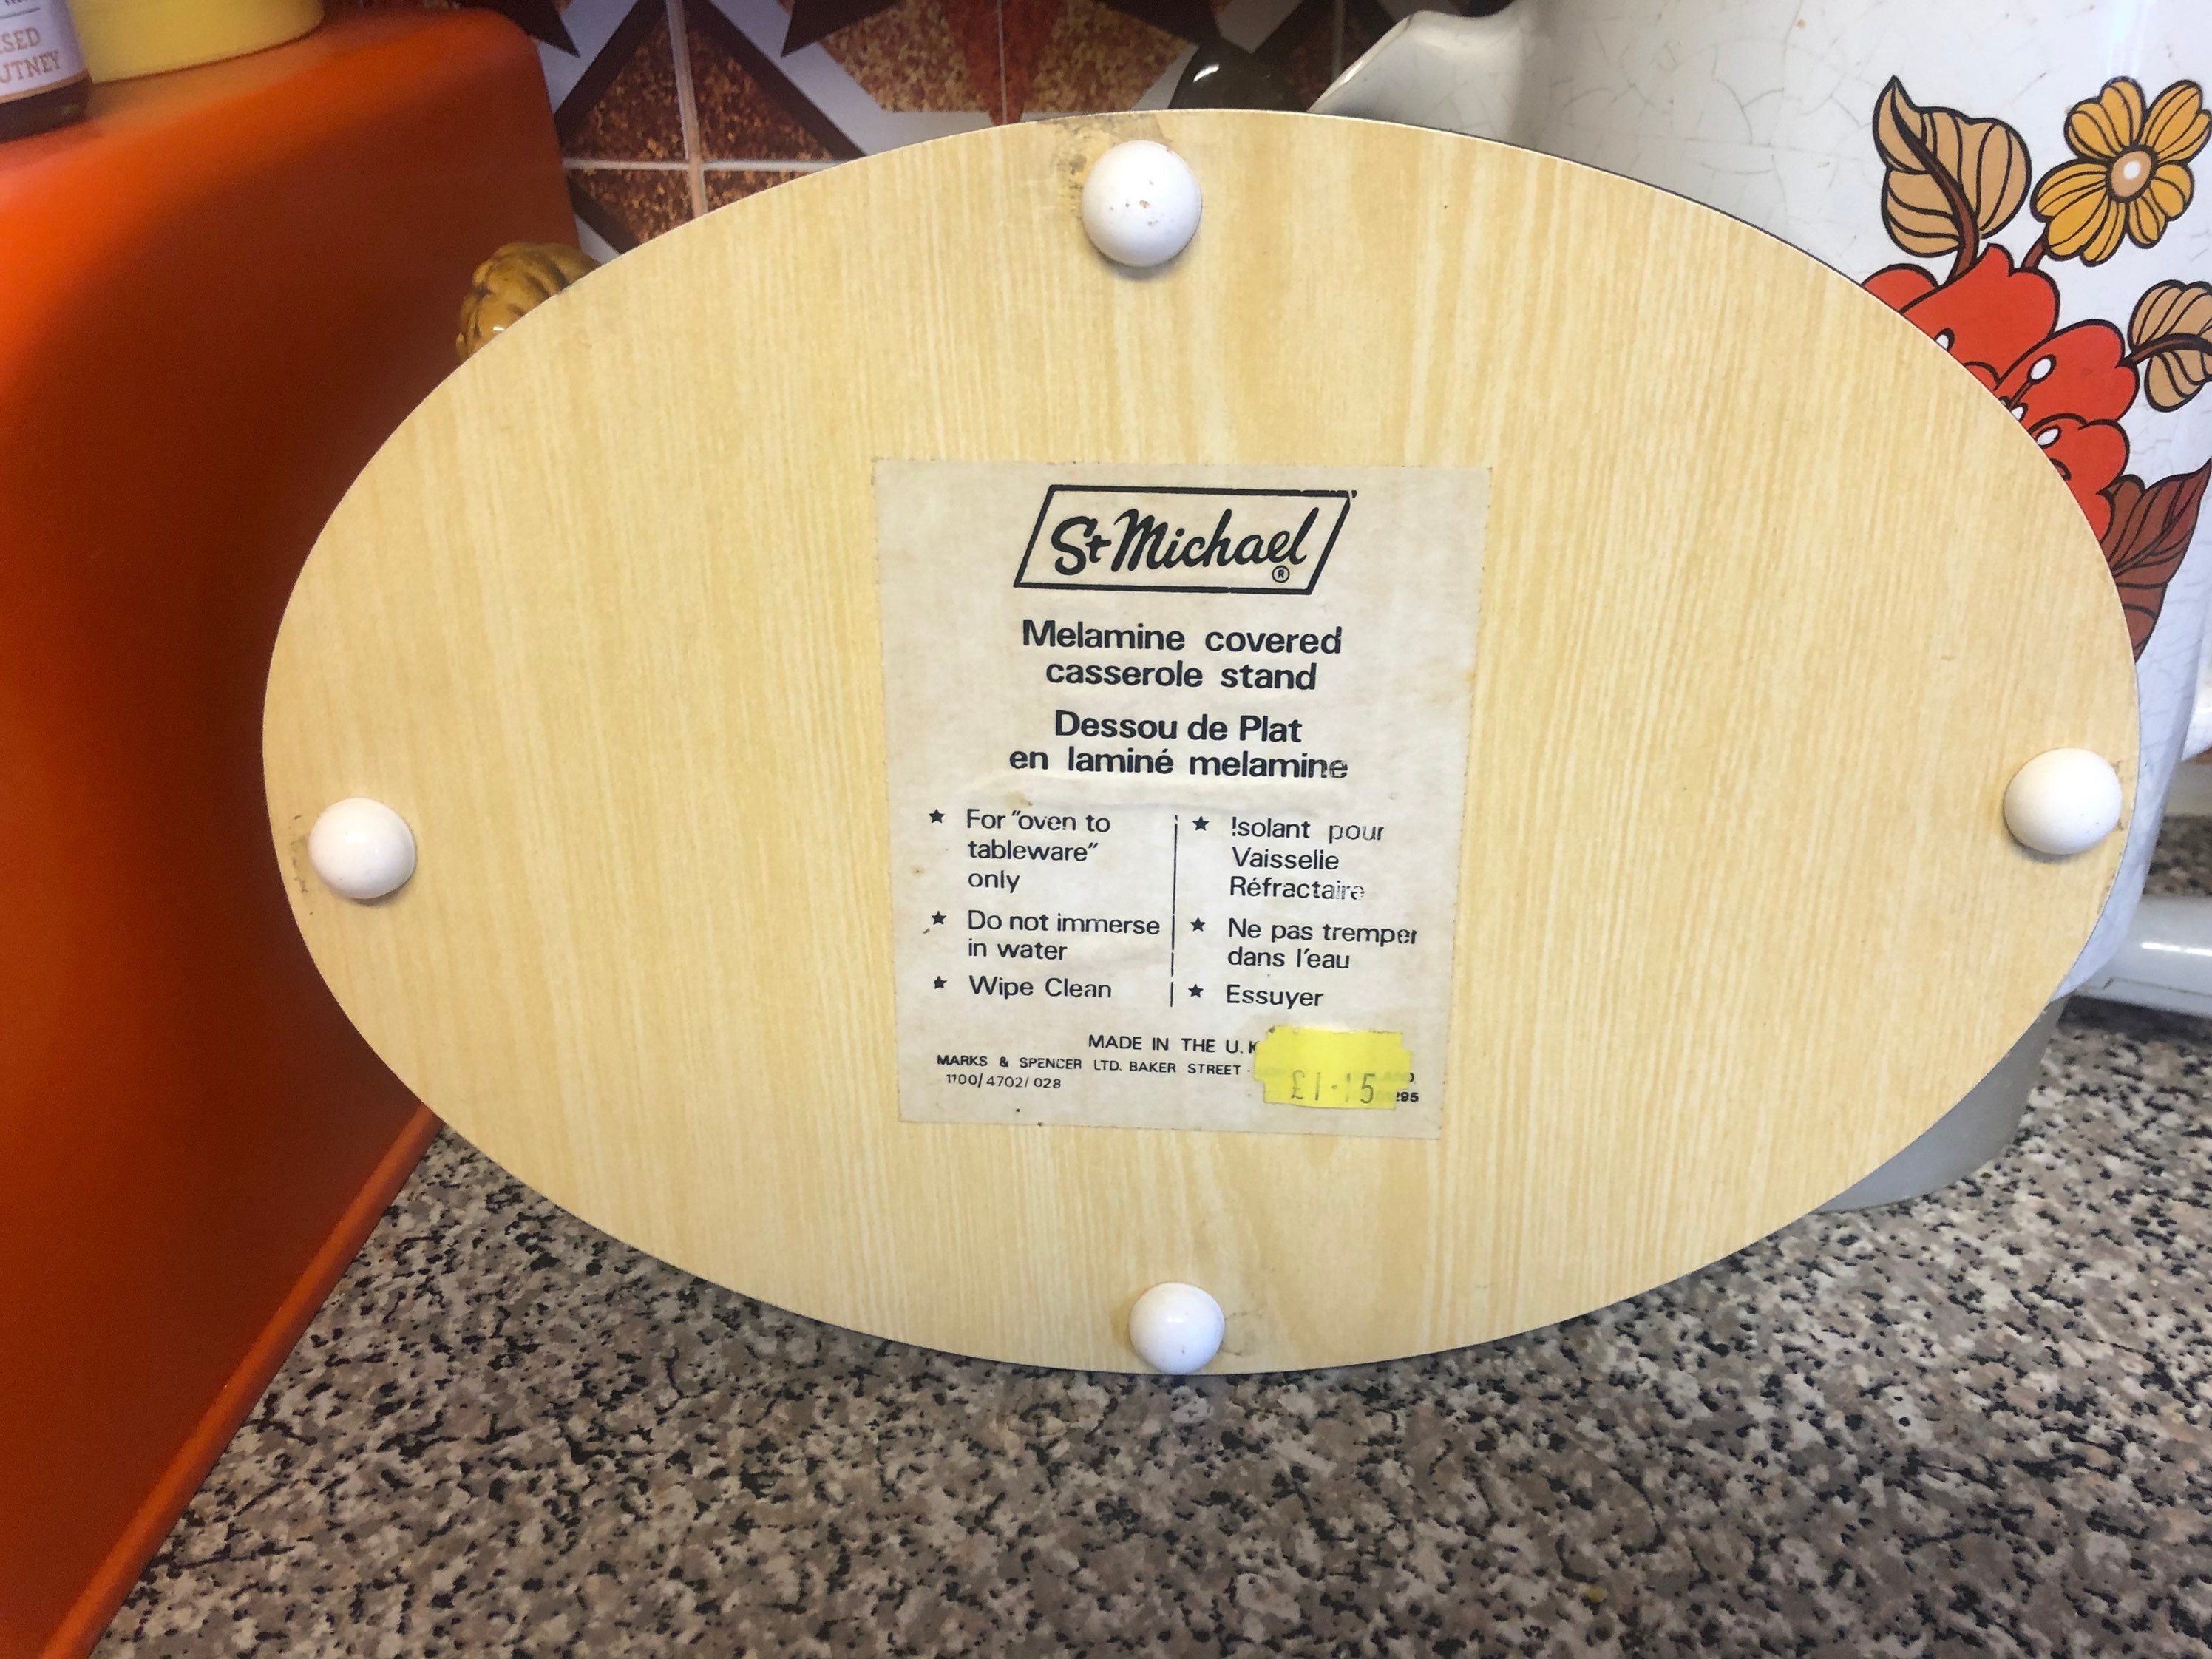 St Michael
®
Melamine covered
casserole stand
Dessou de Plat
en laminé melamine
★ For "oven to
tableware"
only
★ Do not immerse
in water
★ Wipe Clean
★ Isolant pour
Vaisselle
Réfractaire
★ Ne pas tremper
dans l'eau
★ Essuyer
MADE IN THE U.K
MARKS & SPENCER LTD. BAKER STREET
1100/4702/028
£1.15